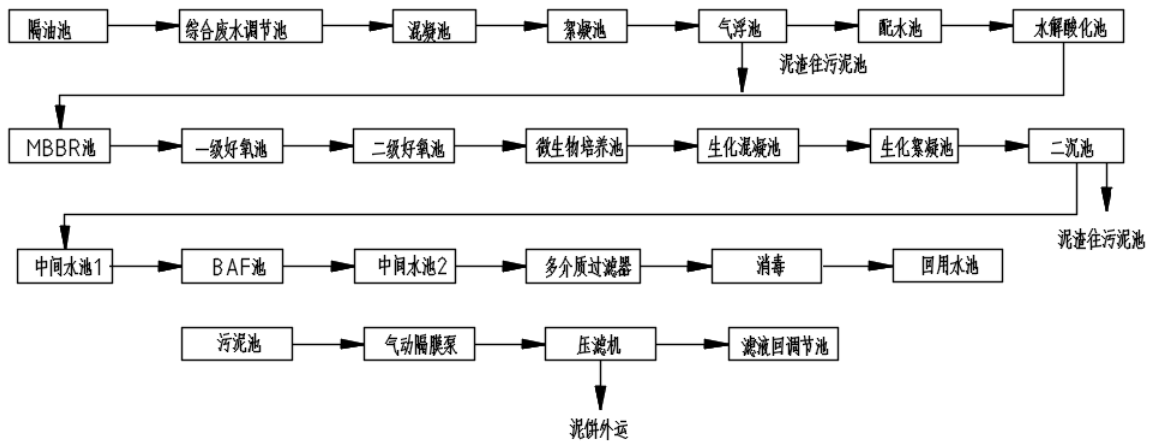 隔油池
综合废水调节池
混凝池
絮凝池
气浮池
配水池
水解酸化池
泥渣往污泥池
MBBR池
一级好氧池
二级好氧池
微生物培养池
生化混凝池
生化絮凝池
二沉池
泥渣往污泥池
中间水池1
BAF池
中间水池2
多介质过滤器
消毒
回用水池
污泥池
气动隔膜泵
压滤机
滤液回调节池
泥饼外运